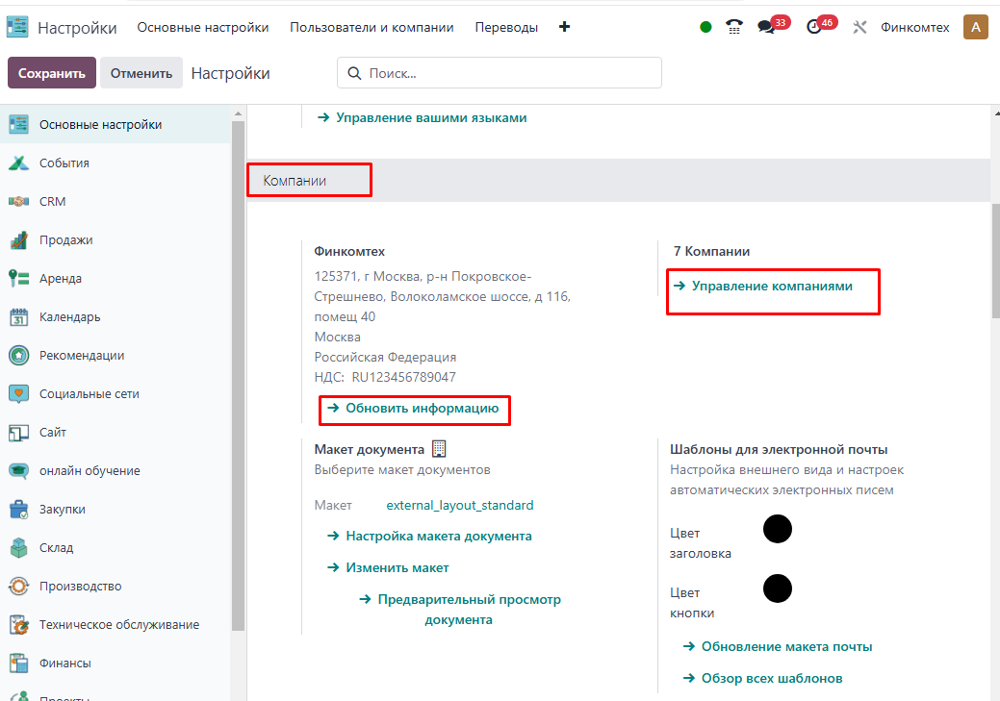 Настройки Основные настройки Пользователи и компании Переводы + 33 46 Финкомтех A
Сохранить Отменить Настройки Поиск...
Основные настройки
События
CRM
Продажи
Аренда
31 Календарь
Рекомендации
Социальные сети
Сайт
онлайн обучение
Закупки
Склад
Производство
Техническое обслуживание
Финансы
Проекты
→ Управление вашими языками
Компании
Финкомтех
125371, г Москва, р-н Покровское-
Стрешнево, Волоколамское шоссе, д 116,
помещ 40
Москва
Российская Федерация
НДС: RU123456789047
→ Обновить информацию
7 Компании
→ Управление компаниями
Макет документа
Выберите макет документов
Макет external_layout_standard
→ Настройка макета документа
→ Изменить макет
→ Предварительный просмотр
документа
Шаблоны для электронной почты
Настройка внешнего вида и настроек
автоматических электронных писем
Цвет
заголовка
Цвет
кнопки
→ Обновление макета почты
→ Обзор всех шаблонов